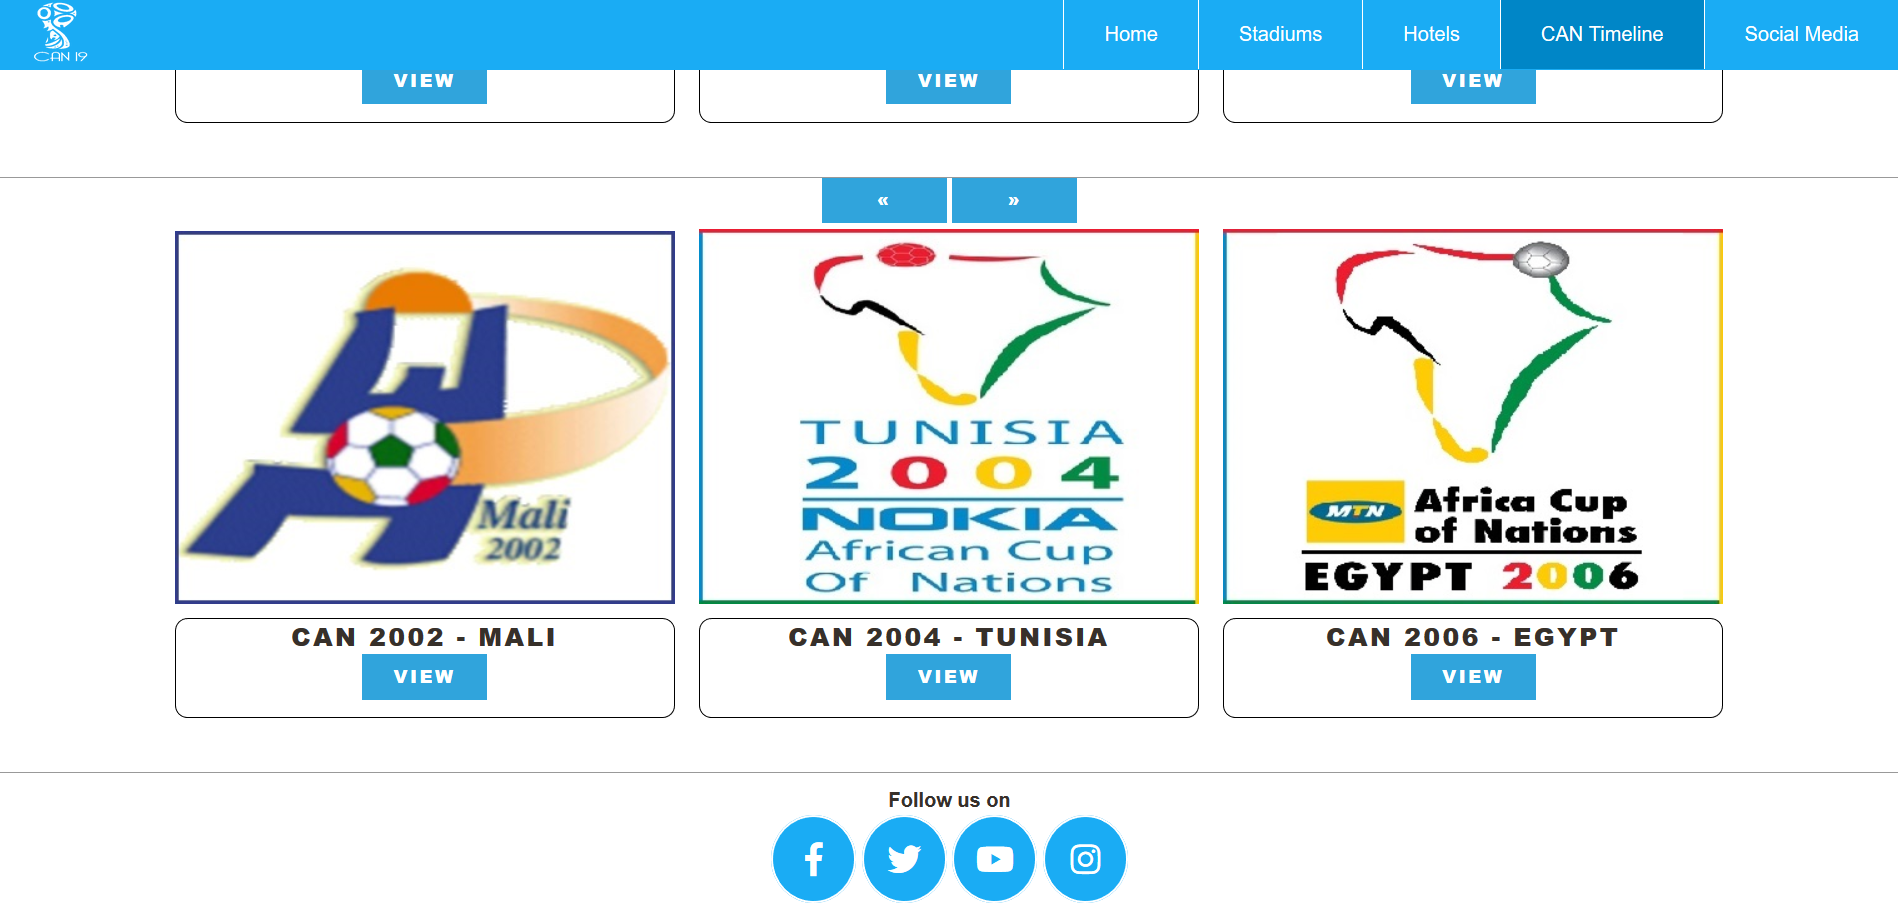 CAN 19
Home
Stadiums
Hotels
CAN Timeline
Social Media
VIEW
VIEW
VIEW
«
»
Mali
2002
TUNISIA
2004
NOKIA
African Cup
Of Nations
MTN
Africa Cup
of Nations
EGYPT 2006
CAN 2002 - MALI
VIEW
CAN 2004 - TUNISIA
VIEW
CAN 2006 - EGYPT
VIEW
Follow us on